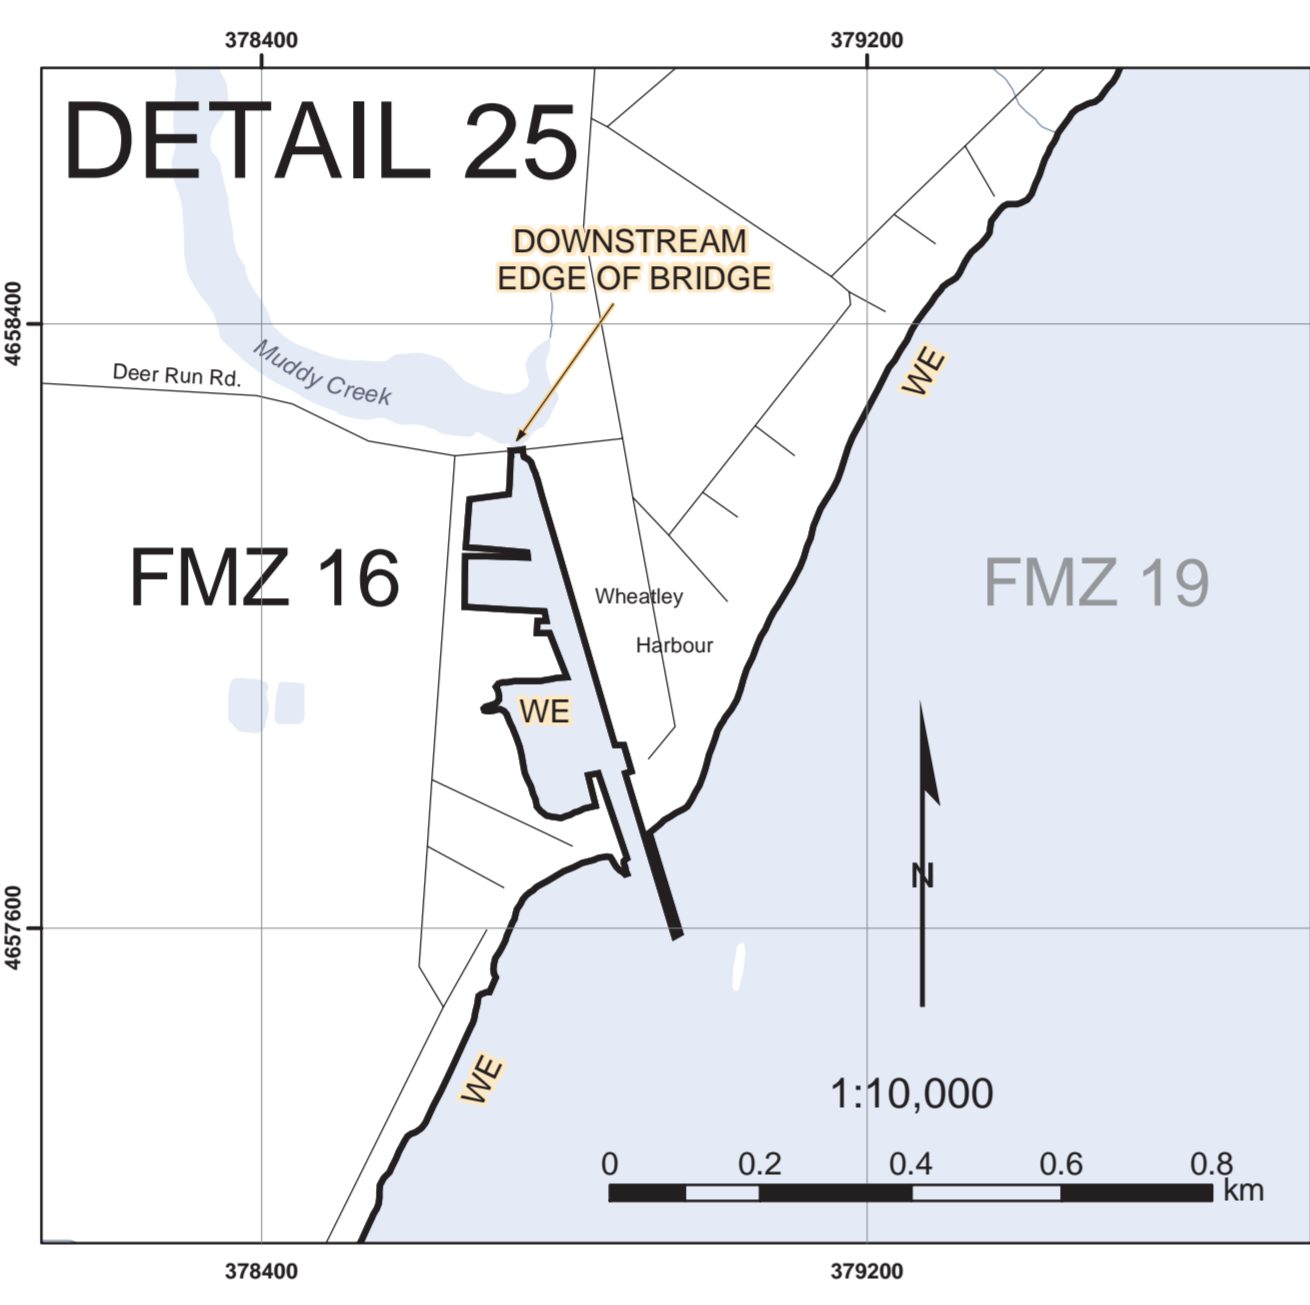 378400
379200
DETAIL 25
DOWNSTREAM
EDGE OF BRIDGE
4658400
Muddy Creek
Deer Run Rd.
WE
FMZ 16
FMZ 19
Wheatley
Harbour
WE
N
4657600
WE
1:10,000
0 0.2 0.4 0.6 0.8
km
378400
379200